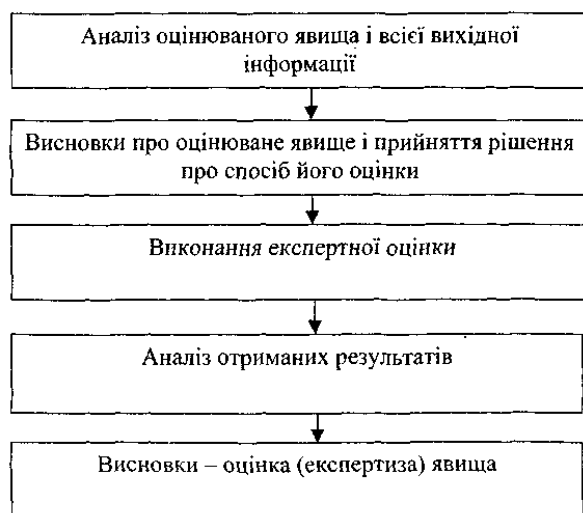 Аналіз оцінюваного явища і всієї вихідної
інформації
Висновки про оцінюване явище і прийняття рішення
про спосіб його оцінки
Виконання експертної оцінки
Аналіз отриманих результатів
Висновки – оцінка (експертиза) явища